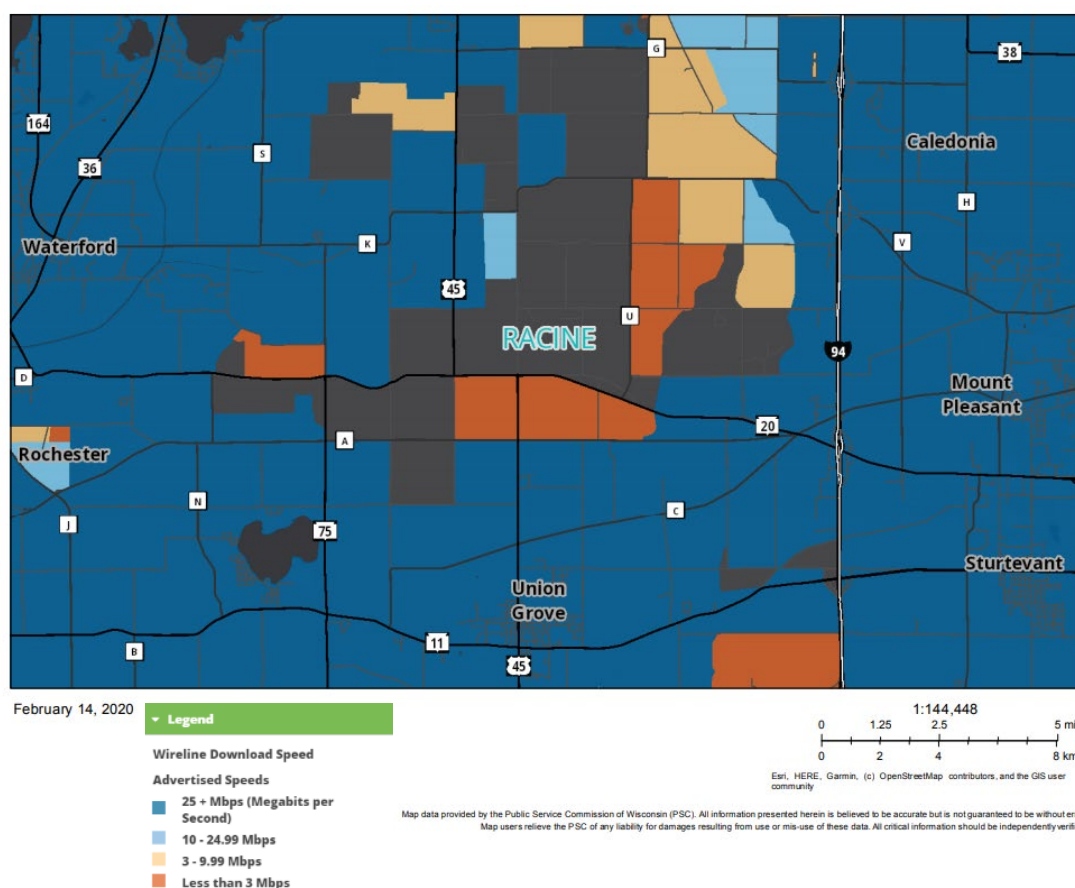 38
G
164
Caledonia
S
36
H
Waterford
K
V
45
U
RACINE
94
D
Mount
Pleasant
20
A
Rochester
N
C
J
75
Sturtevant
Union
Grove
11
B
45
February 14, 2020
Legend
Wireline Download Speed
Advertised Speeds
25 + Mbps (Megabits per
Second)
10 - 24.99 Mbps
3 - 9.99 Mbps
Less than 3 Mbps
1:144,448
0 1.25 2.5 5 mi
0 2 4 8 km
Esri, HERE, Garmin, (c) OpenStreetMap contributors, and the GIS user
community
Map data provided by the Public Service Commission of Wisconsin (PSC). All information presented herein is believed to be accurate but is not guaranteed to be without er
Map users relieve the PSC of any liability for damages resulting from use or mis-use of these data. All critical information should be independently verifi